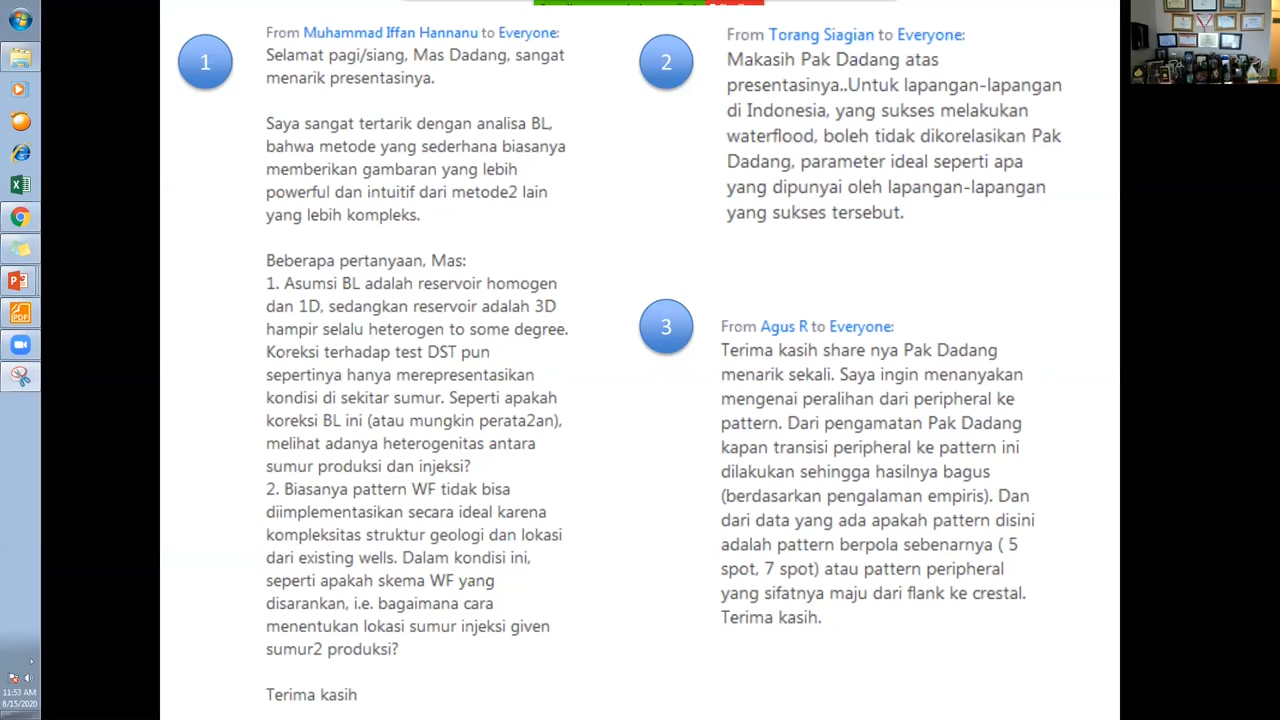 1
From Muhammad Iffan Hannanu to Everyone:
Selamat pagi/siang, Mas Dadang, sangat
menarik presentasinya.
Saya sangat tertarik dengan analisa BL,
bahwa metode yang sederhana biasanya
memberikan gambaran yang lebih
powerful dan intuitif dari metode2 lain
yang lebih kompleks.
Beberapa pertanyaan, Mas:
1. Asumsi BL adalah reservoir homogen
dan 1D, sedangkan reservoir adalah 3D
hampir selalu heterogen to some degree.
Koreksi terhadap test DST pun
sepertinya hanya merepresentasikan
kondisi di sekitar sumur. Seperti apakah
koreksi BL ini (atau mungkin perata2an),
melihat adanya heterogenitas antara
sumur produksi dan injeksi?
2. Biasanya pattern WF tidak bisa
diimplementasikan secara ideal karena
kompleksitas struktur geologi dan lokasi
dari existing wells. Dalam kondisi ini,
seperti apakah skema WF yang
disarankan, i.e. bagaimana cara
menentukan lokasi sumur injeksi given
sumur2 produksi?
Terima kasih
2
From Torang Siagian to Everyone:
Makasih Pak Dadang atas
presentasinya..Untuk lapangan-lapangan
di Indonesia, yang sukses melakukan
waterflood, boleh tidak dikorelasikan Pak
Dadang, parameter ideal seperti apa
yang dipunyai oleh lapangan-lapangan
yang sukses tersebut.
3
From Agus R to Everyone:
Terima kasih share nya Pak Dadang
menarik sekali. Saya ingin menanyakan
mengenai peralihan dari peripheral ke
pattern. Dari pengamatan Pak Dadang
kapan transisi peripheral ke pattern ini
dilakukan sehingga hasilnya bagus
(berdasarkan pengalaman empiris). Dan
dari data yang ada apakah pattern disini
adalah pattern berpola sebenarnya ( 5
spot, 7 spot) atau pattern peripheral
yang sifatnya maju dari flank ke crestal.
Terima kasih.
PDF
11:53 AM
8/15/2020